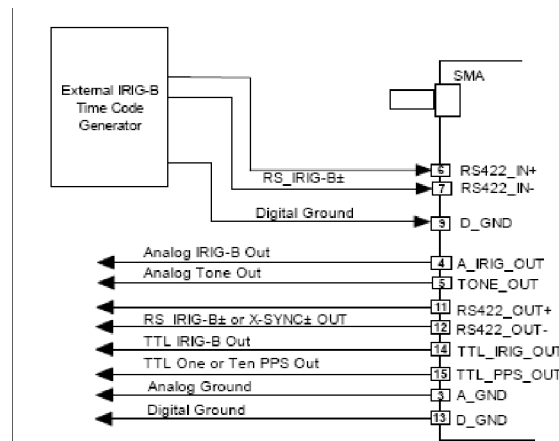 SMA
External IRIG-B
Time Code
Generator
6 RS422_IN+
RS_IRIG-B±
7 RS422_IN-
Digital Ground
9 D_GND
Analog IRIG-B Out
4 A_IRIG_OUT
Analog Tone Out
5 TONE_OUT
11 RS422_OUT+
RS IRIG-B± or X-SYNC± OUT
12 RS422_OUT-
TTL IRIG-B Out
14 TTL_IRIG_OUT
TTL One or Ten PPS Out
15 TTL_PPS_OUT
Analog Ground
3 A_GND
Digital Ground
13 D_GND